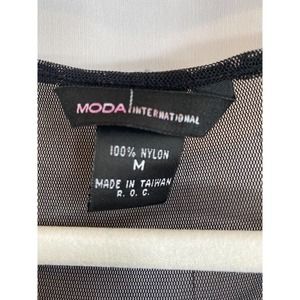 MODA INTERNATIONAL
100% NYLON
M
MADE IN TAIWAN
R.O.C.